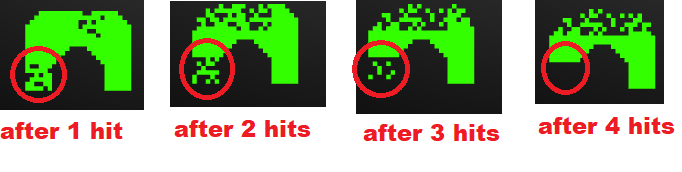 after 1 hit
after 2 hits
after 3 hits
after 4 hits